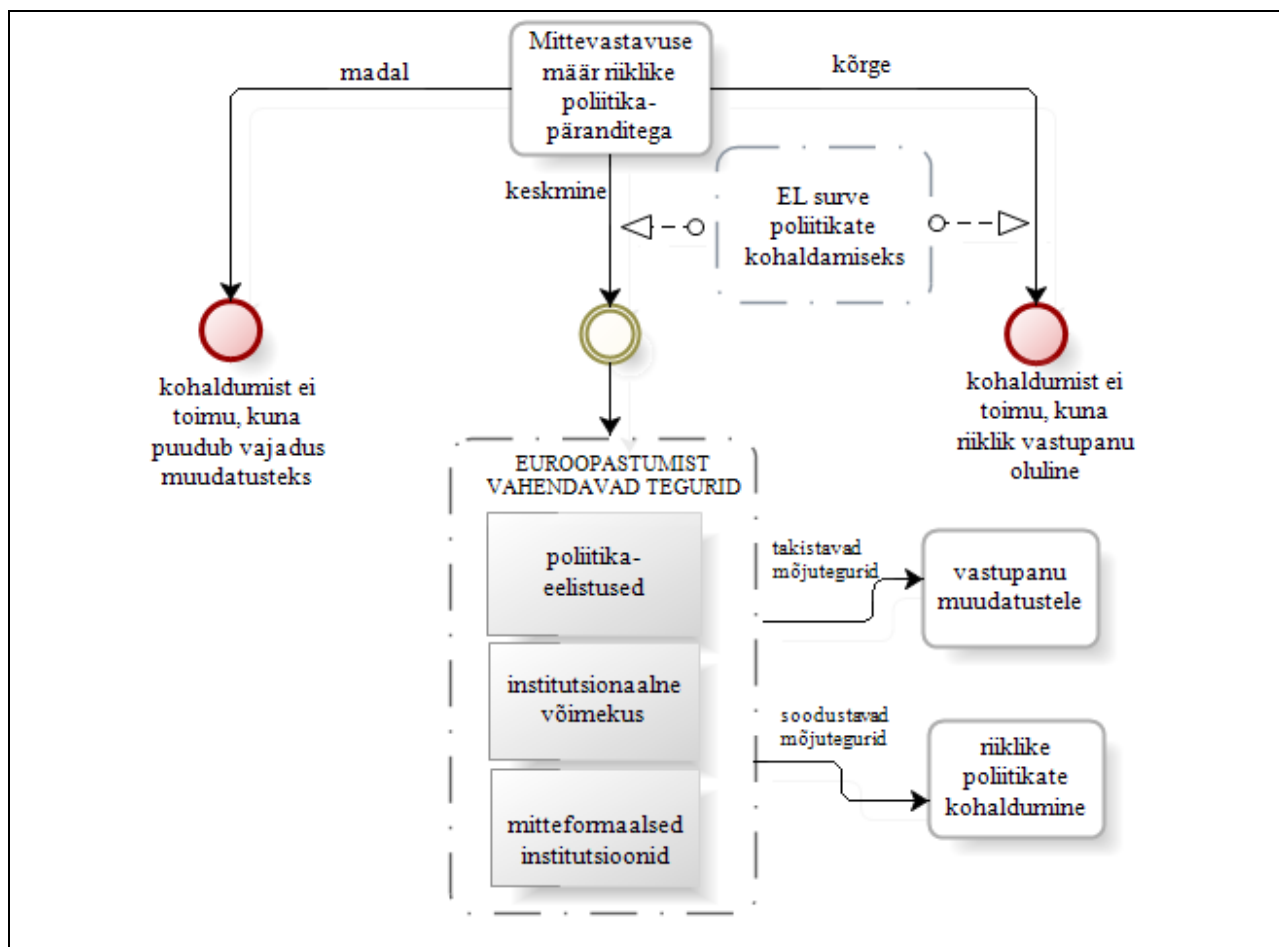 Mittevastavuse
määr riiklike
poliitika-
päranditega
madal
kõrge
keskmine
EL surve
poliitikate
kohaldamiseks
kohaldumist ei
toimu, kuna
puudub vajadus
muudatusteks
kohaldumist ei
toimu, kuna
riiklik vastupanu
oluline
EUROOPASTUMIST
VAHENDAVAD TEGURID
poliitika-
eelistused
institutsionaalne
võimekus
mitteformaalsed
institutsioonid
takistavad
mõjutegurid
vastupanu
muudatustele
soodustavad
mõjutegurid
riiklike
poliitikate
kohaldumine